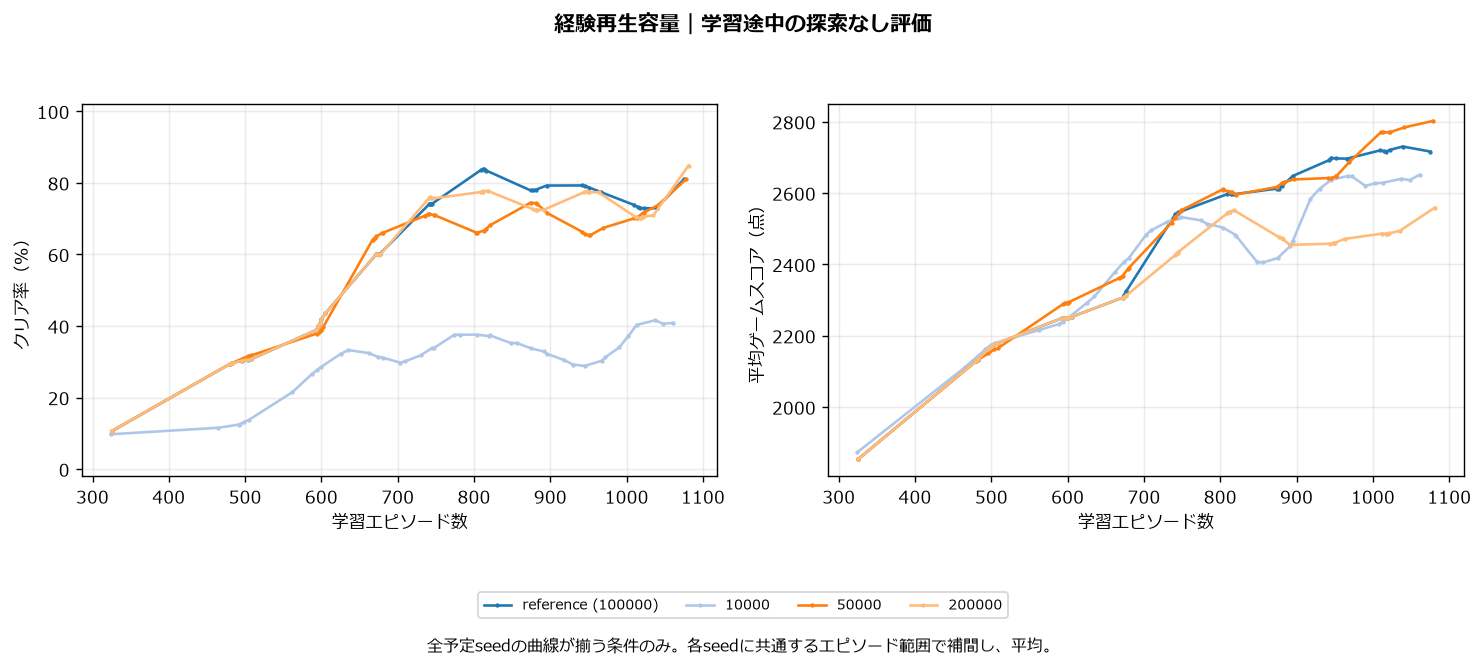 経験再生容量｜学習途中の探索なし評価
クリア率（%）
100
80
60
40
20
0
300 400 500 600 700 800 900 1000 1100
学習エピソード数
平均ゲームスコア（点）
2800
2600
2400
2200
2000
300 400 500 600 700 800 900 1000 1100
学習エピソード数
reference (100000) 10000 50000 200000
全予定seedの曲線が揃う条件のみ。各seedに共通するエピソード範囲で補間し、平均。